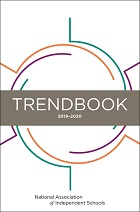 TRENDBOOK
2019-2020
National Association
of Independent Schools